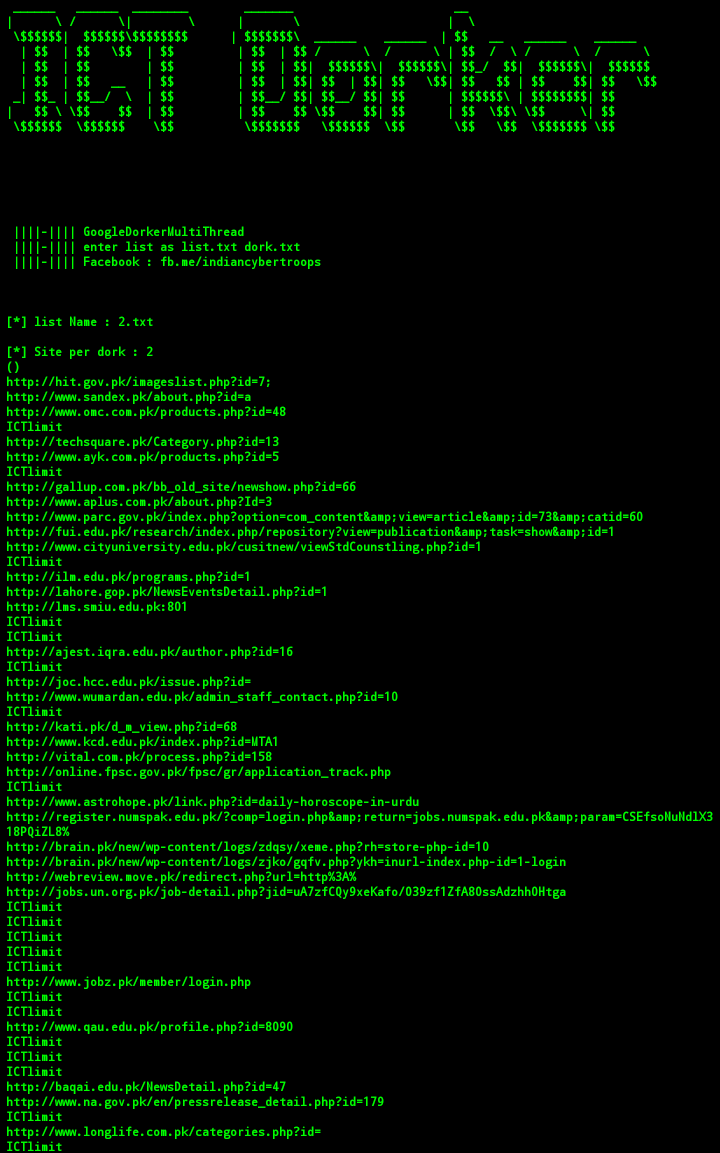 ICT Dorker
||||-|||| GoogleDorkerMultiThread
||||-|||| enter list as list.txt dork.txt
||||-|||| Facebook : fb.me/indiancybertroops
[*] list Name : 2.txt
[*] Site per dork : 2
()
http://hit.gov.pk/imageslist.php?id=7;
http://www.sandex.pk/about.php?id=a
http://www.omc.com.pk/products.php?id=48
ICTlimit
http://techsquare.pk/Category.php?id=13
http://www.ayk.com.pk/products.php?id=5
ICTlimit
http://gallup.com.pk/bb_old_site/newshow.php?id=66
http://www.aplus.com.pk/about.php?Id=3
http://www.parc.gov.pk/index.php?option=com_content&amp;view=article&amp;id=73&amp;catid=60
http://fui.edu.pk/research/index.php/repository?view=publication&amp;task=show&amp;id=1
http://www.cityuniversity.edu.pk/cusitnew/viewStdCounstling.php?id=1
ICTlimit
http://ilm.edu.pk/programs.php?id=1
http://lahore.gop.pk/NewsEventsDetail.php?id=1
http://lms.smiu.edu.pk:801
ICTlimit
ICTlimit
http://ajest.iqra.edu.pk/author.php?id=16
ICTlimit
http://joc.hcc.edu.pk/issue.php?id=
http://www.wumardan.edu.pk/admin_staff_contact.php?id=10
ICTlimit
http://kati.pk/d_m_view.php?id=68
http://www.kcd.edu.pk/index.php?id=MTA1
http://vital.com.pk/process.php?id=158
http://online.fpsc.gov.pk/fpsc/gr/application_track.php
ICTlimit
http://www.astrohope.pk/link.php?id=daily-horoscope-in-urdu
http://register.numspak.edu.pk/?comp=login.php&amp;return=jobs.numspak.edu.pk&amp;param=CSEfsoNuNdlX3
18PQiZL8%
http://brain.pk/new/wp-content/logs/zdqsy/xeme.php?rh=store-php-id=10
http://brain.pk/new/wp-content/logs/zjko/gqfv.php?ykh=inurl-index.php-id=1-login
http://webreview.move.pk/redirect.php?url=http%3A%
http://jobs.un.org.pk/job-detail.php?jid=uA7zfCQy9xeKafo/039zf1ZfA80ssAdzhhOHtga
ICTlimit
ICTlimit
ICTlimit
ICTlimit
ICTlimit
http://www.jobz.pk/member/login.php
ICTlimit
ICTlimit
http://www.qau.edu.pk/profile.php?id=8090
ICTlimit
ICTlimit
ICTlimit
http://baqai.edu.pk/NewsDetail.php?id=47
http://www.na.gov.pk/en/pressrelease_detail.php?id=179
ICTlimit
http://www.longlife.com.pk/categories.php?id=
ICTlimit